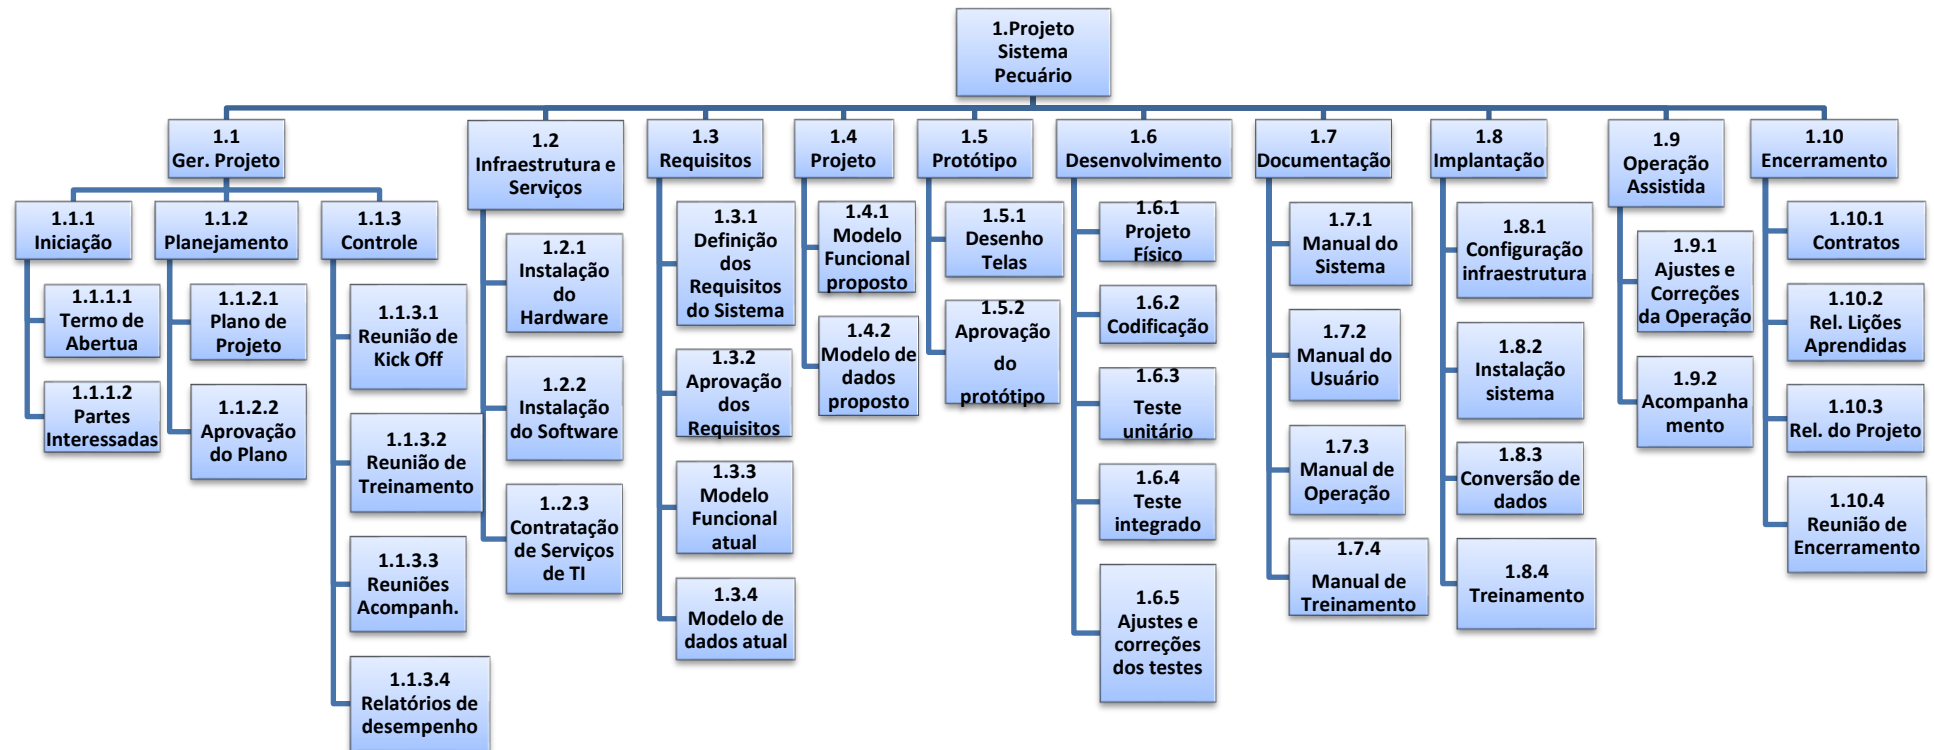 1.Projeto
Sistema
Pecuário
1.1
Ger. Projeto
1.1.1
Iniciação
1.1.1.1
Termo de
Abertua
1.1.1.2
Partes
Interessadas
1.1.2
Planejamento
1.1.2.1
Plano de
Projeto
1.1.2.2
Aprovação
do Plano
1.1.3
Controle
1.1.3.1
Reunião de
Kick Off
1.1.3.2
Reunião de
Treinamento
1.1.3.3
Reuniões
Acompanh.
1.1.3.4
Relatórios de
desempenho
1.2
Infraestrutura e
Serviços
1.2.1
Instalação
do
Hardware
1.2.2
Instalação
do Software
1..2.3
Contratação
de Serviços
de TI
1.3
Requisitos
1.3.1
Definição
dos
Requisitos
do Sistema
1.3.2
Aprovação
dos
Requisitos
1.3.3
Modelo
Funcional
atual
1.3.4
Modelo de
dados atual
1.4
Projeto
1.4.1
Modelo
Funcional
proposto
1.4.2
Modelo de
dados
proposto
1.5
Protótipo
1.5.1
Desenho
Telas
1.5.2
Aprovação
do
protótipo
1.6
Desenvolvimento
1.6.1
Projeto
Físico
1.6.2
Codificação
1.6.3
Teste
unitário
1.6.4
Teste
integrado
1.6.5
Ajustes e
correções
dos testes
1.7
Documentação
1.7.1
Manual do
Sistema
1.7.2
Manual do
Usuário
1.7.3
Manual de
Operação
1.7.4
Manual de
Treinamento
1.8
Implantação
1.8.1
Configuração
infraestrutura
1.8.2
Instalação
sistema
1.8.3
Conversão de
dados
1.8.4
Treinamento
1.9
Operação
Assistida
1.9.1
Ajustes e
Correções
da Operação
1.9.2
Acompanha
mento
1.10
Encerramento
1.10.1
Contratos
1.10.2
Rel. Lições
Aprendidas
1.10.3
Rel. do Projeto
1.10.4
Reunião de
Encerramento